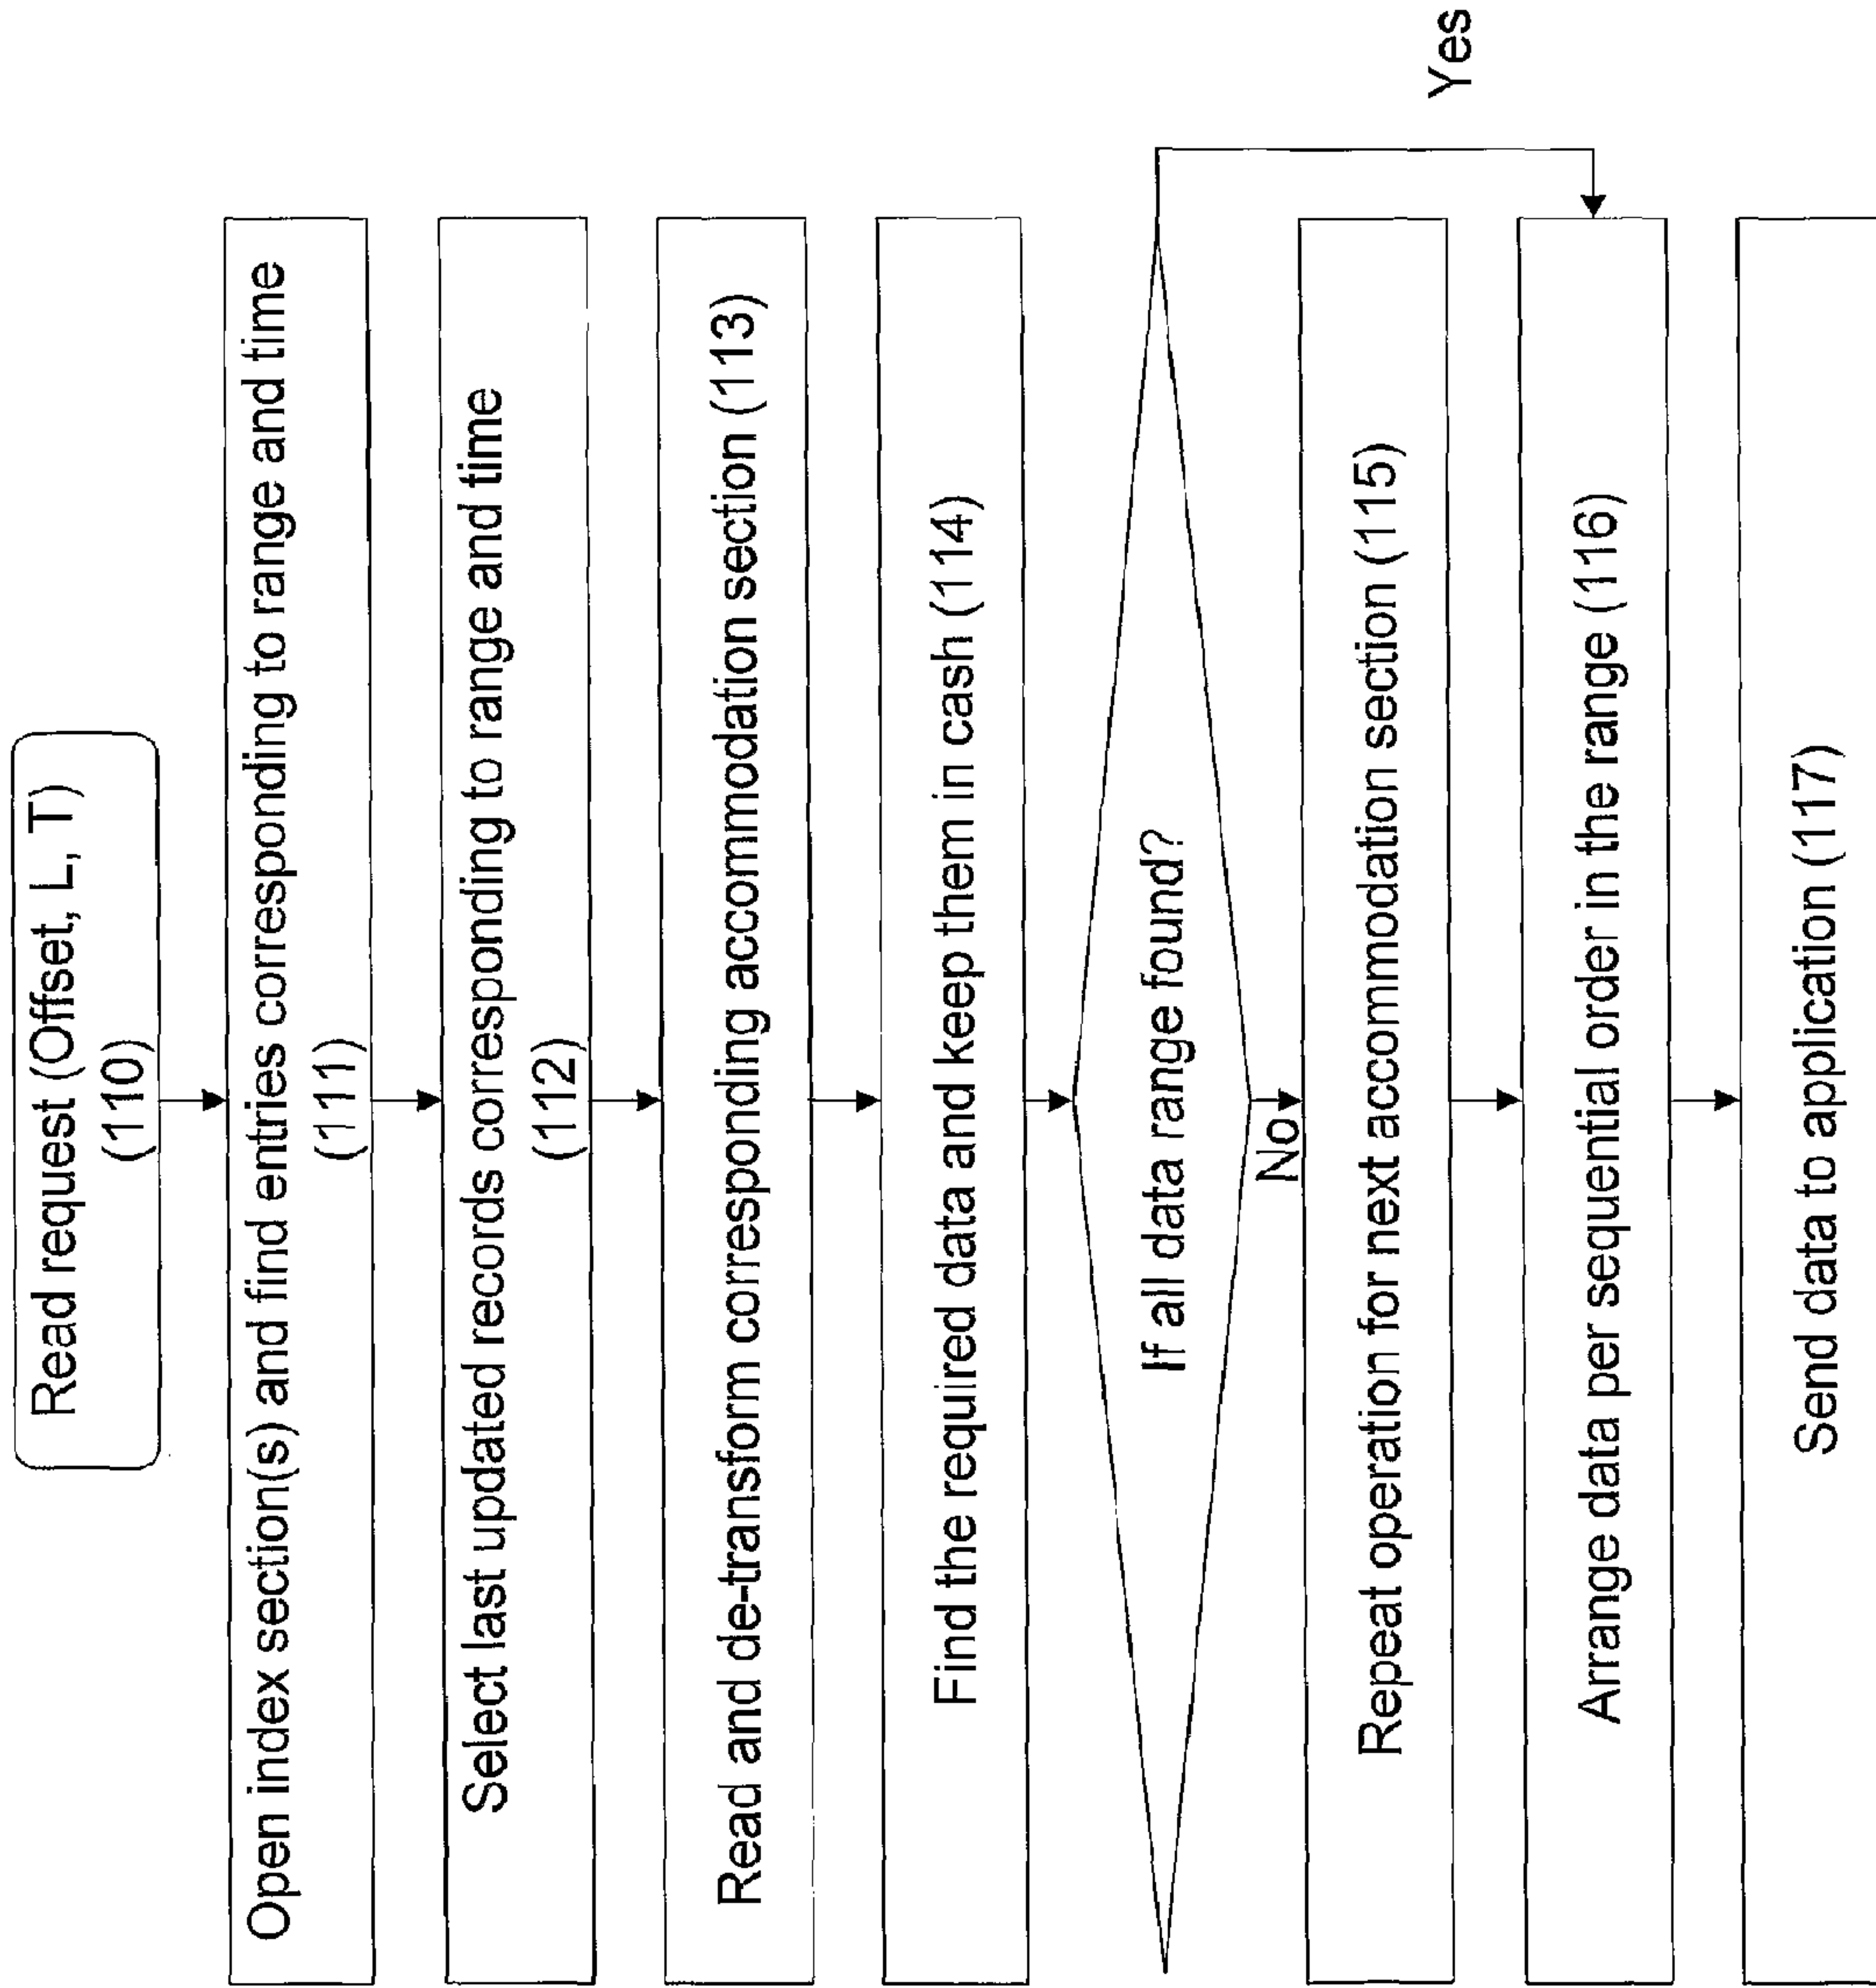 Read request (Offset, L, T)
(110)
Open index section(s) and find entries corresponding to range and time
(111)
Select last updated records corresponding to range and time
(112)
Read and de-transform corresponding accommodation section (113)
Find the required data and keep them in cash (114)
If all data range found?
Yes
No
Repeat operation for next accommodation section (115)
Arrange data per sequential order in the range (116)
Send data to application (117)